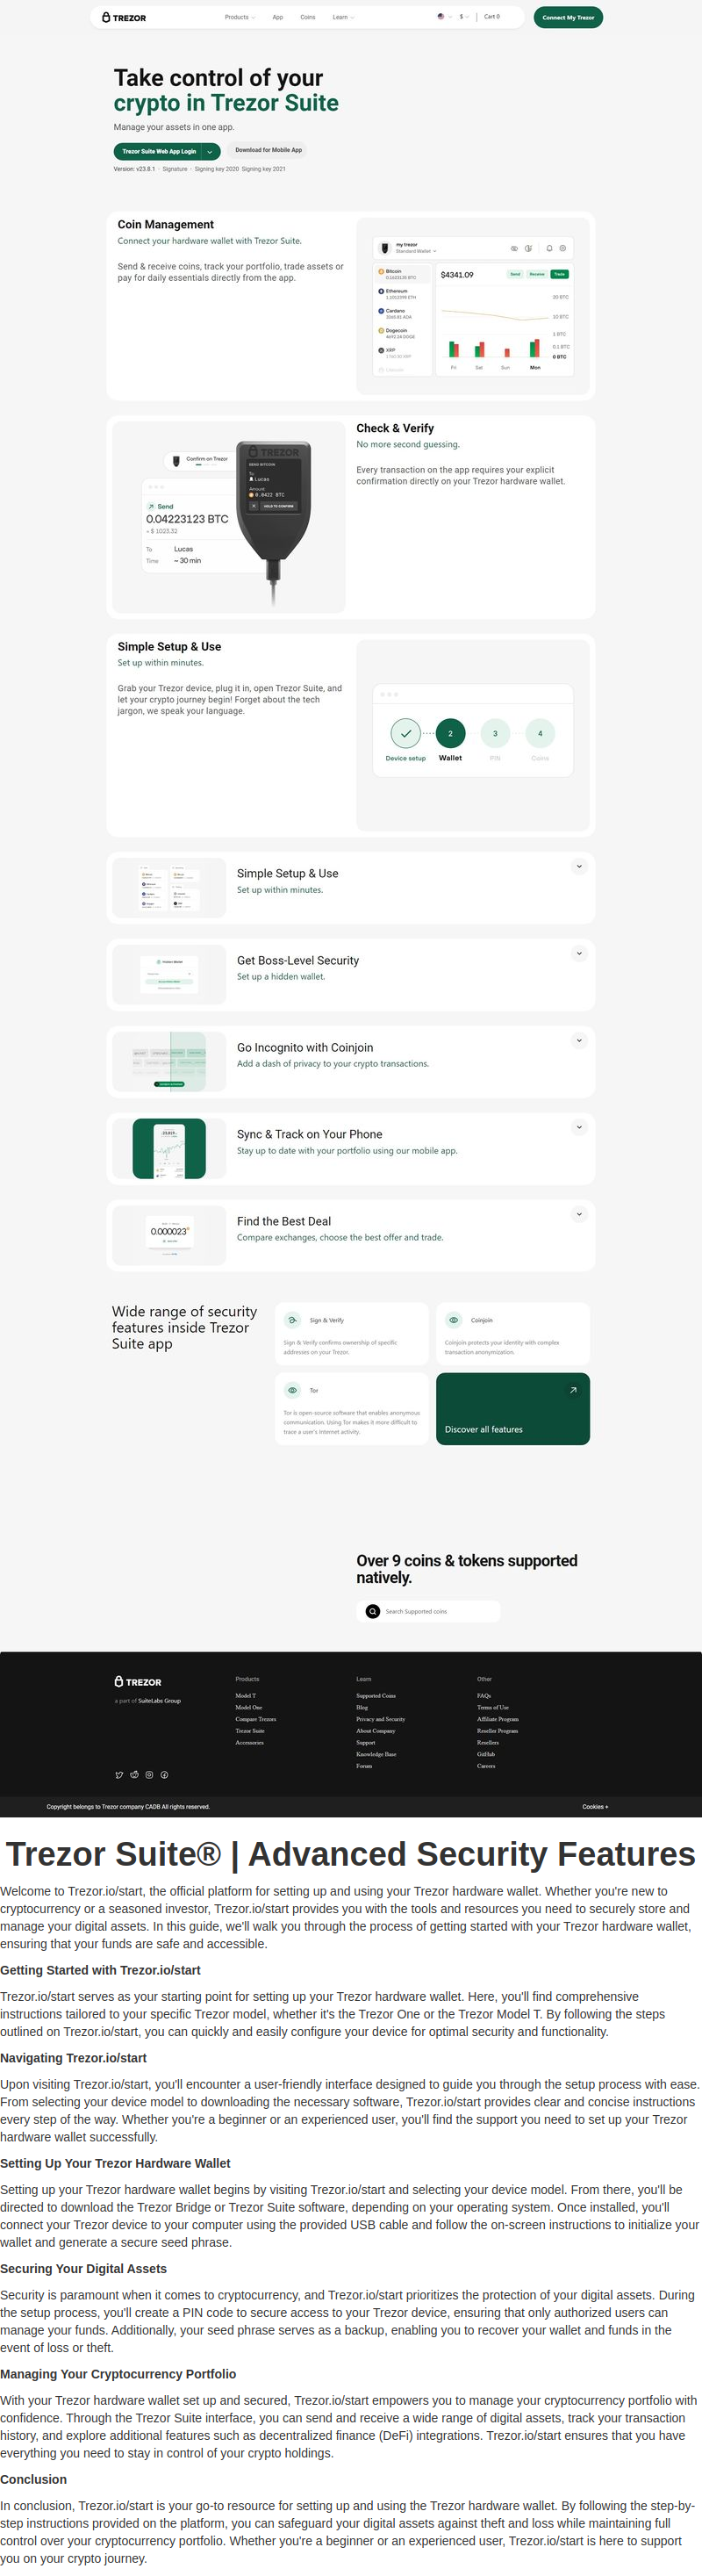 TREZOR
Products
App
Coins
Learn
$
Cart 0
Connect My Trezor
Take control of your
crypto in Trezor Suite
Manage your assets in one app.
Trezor Suite Web App Login
Download for Mobile App
Version: v23.8.1 · Signature · Signing key 2020 Signing key 2021
Coin Management
Connect your hardware wallet with Trezor Suite.
Send & receive coins, track your portfolio, trade assets or
pay for daily essentials directly from the app.
my trezor
Standard Wallet
Bitcoin
Ethereum
Cardano
Dogecoin
XRP
$4341.09
Send
Receive
Trade
20 BTC
10 BTC
1 BTC
0.1 BTC
0 BTC
Fri
Sat
Sun
Mon
Confirm on Trezor
Send
0.04223123 BTC
≈ $ 1023.32
To
Lucas
Time
~ 30 min
TREZOR
SEND BITCOIN
To
Lucas
Amount
0.0422 BTC
HOLD TO CONFIRM
Check & Verify
No more second guessing.
Every transaction on the app requires your explicit
confirmation directly on your Trezor hardware wallet.
Simple Setup & Use
Set up within minutes.
Grab your Trezor device, plug it in, open Trezor Suite, and
let your crypto journey begin! Forget about the tech
jargon, we speak your language.
2
3
4
Device setup
Wallet
PIN
Coins
Simple Setup & Use
Set up within minutes.
Get Boss-Level Security
Set up a hidden wallet.
Go Incognito with Coinjoin
Add a dash of privacy to your crypto transactions.
Sync & Track on Your Phone
Stay up to date with your portfolio using our mobile app.
0.000023
Find the Best Deal
Compare exchanges, choose the best offer and trade.
Wide range of security
features inside Trezor
Suite app
Sign & Verify
Sign & Verify confirms ownership of specific
addresses on your Trezor.
Coinjoin
Coinjoin protects your identity with complex
transaction anonymization.
Tor
Tor is open-source software that enables anonymous
communication. Using Tor makes it more difficult to
trace a user's Internet activity.
Discover all features
Over 9 coins & tokens supported
natively.
Search Supported coins
TREZOR
a part of SuiteLabs Group
Products
Model T
Model One
Compare Trezors
Trezor Suite
Accessories
Learn
Supported Coins
Blog
Privacy and Security
About Company
Support
Knowledge Base
Forum
Other
FAQs
Terms of Use
Affiliate Program
Reseller Program
Resellers
GitHub
Careers
Copyright belongs to Trezor company CADB All rights reserved.
Cookies +
Trezor Suite® | Advanced Security Features
Welcome to Trezor.io/start, the official platform for setting up and using your Trezor hardware wallet. Whether you're new to
cryptocurrency or a seasoned investor, Trezor.io/start provides you with the tools and resources you need to securely store and
manage your digital assets. In this guide, we'll walk you through the process of getting started with your Trezor hardware wallet,
ensuring that your funds are safe and accessible.
Getting Started with Trezor.io/start
Trezor.io/start serves as your starting point for setting up your Trezor hardware wallet. Here, you'll find comprehensive
instructions tailored to your specific Trezor model, whether it's the Trezor One or the Trezor Model T. By following the steps
outlined on Trezor.io/start, you can quickly and easily configure your device for optimal security and functionality.
Navigating Trezor.io/start
Upon visiting Trezor.io/start, you'll encounter a user-friendly interface designed to guide you through the setup process with ease.
From selecting your device model to downloading the necessary software, Trezor.io/start provides clear and concise instructions
every step of the way. Whether you're a beginner or an experienced user, you'll find the support you need to set up your Trezor
hardware wallet successfully.
Setting Up Your Trezor Hardware Wallet
Setting up your Trezor hardware wallet begins by visiting Trezor.io/start and selecting your device model. From there, you'll be
directed to download the Trezor Bridge or Trezor Suite software, depending on your operating system. Once installed, you'll
connect your Trezor device to your computer using the provided USB cable and follow the on-screen instructions to initialize your
wallet and generate a secure seed phrase.
Securing Your Digital Assets
Security is paramount when it comes to cryptocurrency, and Trezor.io/start prioritizes the protection of your digital assets. During
the setup process, you'll create a PIN code to secure access to your Trezor device, ensuring that only authorized users can
manage your funds. Additionally, your seed phrase serves as a backup, enabling you to recover your wallet and funds in the
event of loss or theft.
Managing Your Cryptocurrency Portfolio
With your Trezor hardware wallet set up and secured, Trezor.io/start empowers you to manage your cryptocurrency portfolio with
confidence. Through the Trezor Suite interface, you can send and receive a wide range of digital assets, track your transaction
history, and explore additional features such as decentralized finance (DeFi) integrations. Trezor.io/start ensures that you have
everything you need to stay in control of your crypto holdings.
Conclusion
In conclusion, Trezor.io/start is your go-to resource for setting up and using the Trezor hardware wallet. By following the step-by-
step instructions provided on the platform, you can safeguard your digital assets against theft and loss while maintaining full
control over your cryptocurrency portfolio. Whether you're a beginner or an experienced user, Trezor.io/start is here to support
you on your crypto journey.